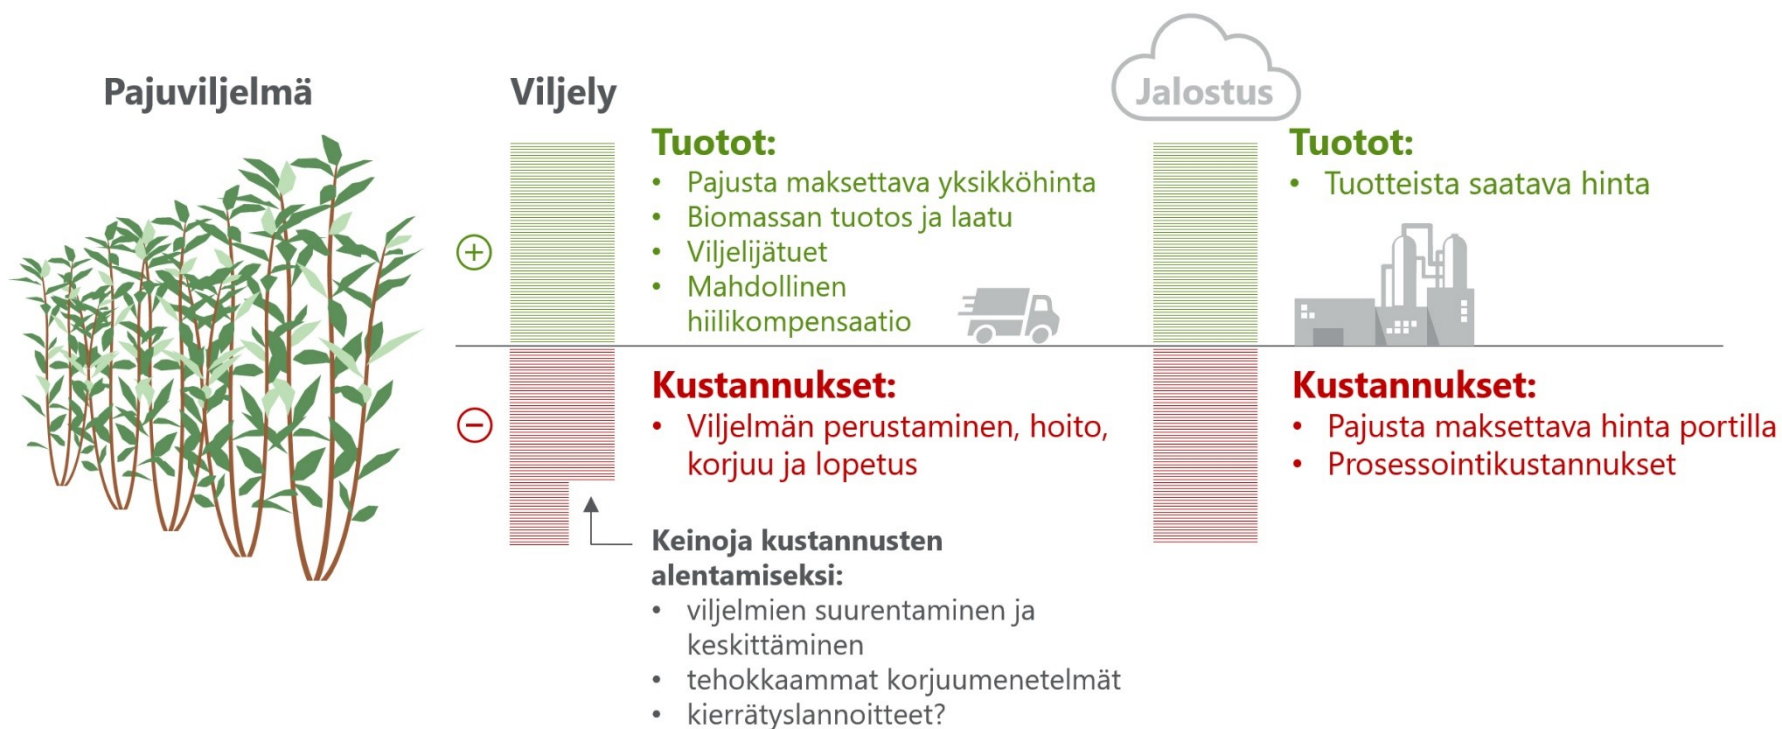 Pajuviljelmä
Viljely
Tuotot:
• Pajusta maksettava yksikköhinta
• Biomassan tuotos ja laatu
• Viljelijätuet
• Mahdollinen
hiilikompensaatio
Kustannukset:
• Viljelmän perustaminen, hoito,
korjuu ja lopetus
Keinoja kustannusten
alentamiseksi:
• viljelmien suurentaminen ja
keskittäminen
• tehokkaammat korjuumenetelmät
• kierrätyslannoitteet?
Jalostus
Tuotot:
• Tuotteista saatava hinta
Kustannukset:
• Pajusta maksettava hinta portilla
• Prosessointikustannukset